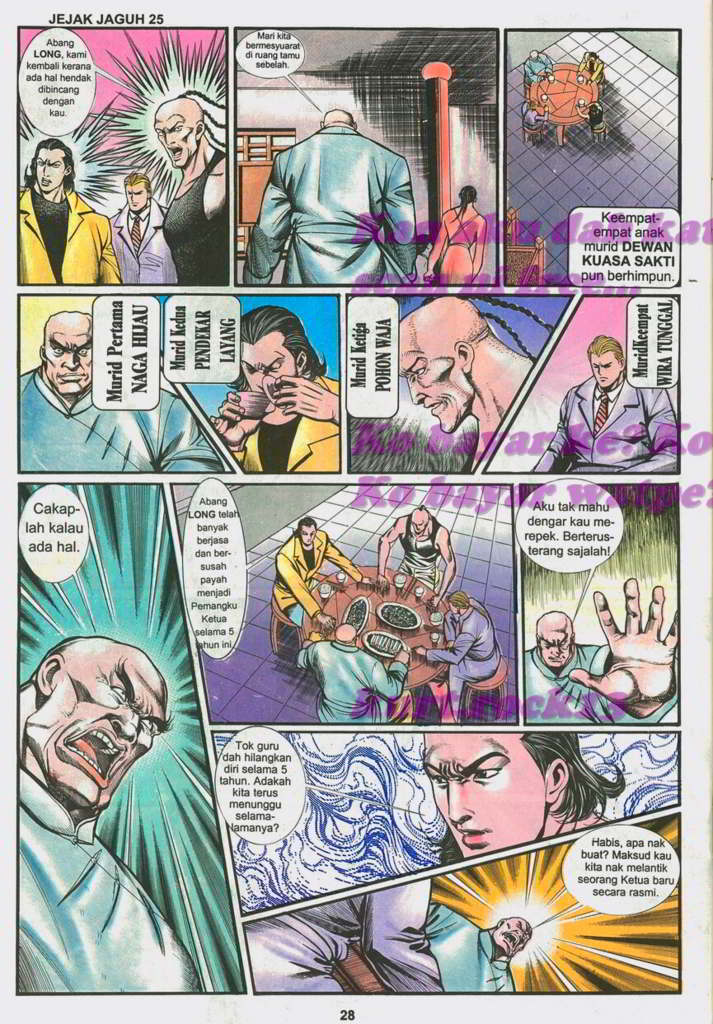 JEJAK JAGUH 25
Abang
LONG, kami
kembali kerana
ada hal hendak
dibincang
dengan
kau.
Mari kita
bermesyuarat
di ruang tamu
sebelah.
Keempat-
empat anak
murid DEWAN
KUASA SAKTI
pun berhimpun.
Murid Pertama
NAGA HIJAU
Murid Kedua
PENDEKAR
LAYANG
Murid Ketiga
POHON WAJA
MuridKeempat
WIRA TUNGGAL
Cakap-
lah kalau
ada hal.
Abang
LONG telah
banyak
berjasa
dan ber-
susah
payah
menjadi
Pemangku
Ketua
selama 5
tahun ini.
Aku tak mahu
dengar kau me-
repek. Berterus-
terang sajalah!
Tok guru
dah hilangkan
diri selama 5
tahun. Adakah
kita terus
menunggu
selama-
lamanya?
Habis, apa nak
buat? Maksud kau
kita nak melantik
seorang Ketua baru
secara rasmi.
28
Ko bayar ke? Ko